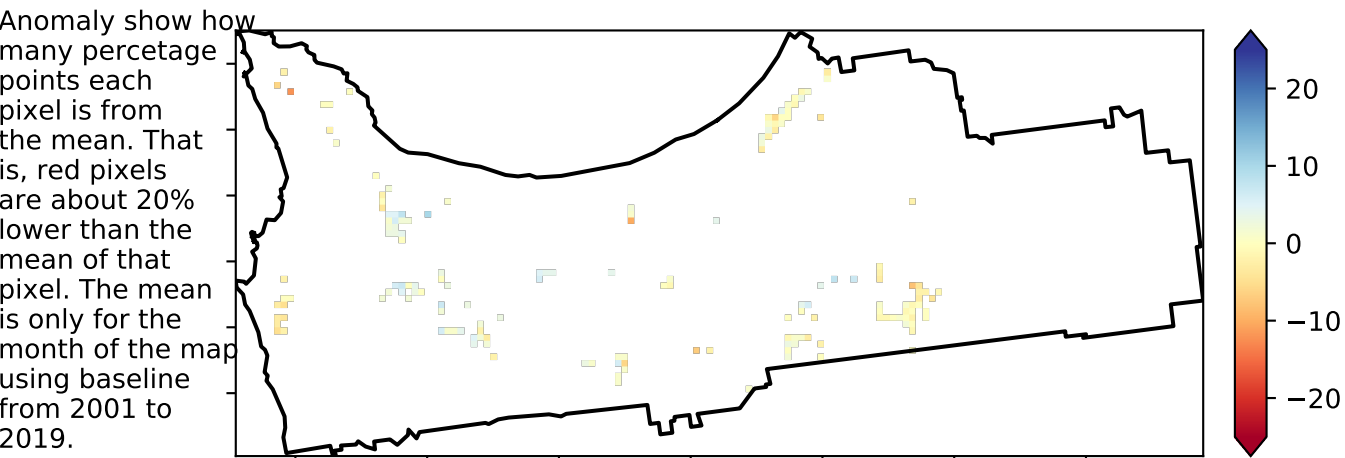 Anomaly show how
many percetage
points each
pixel is from
the mean. That
is, red pixels
are about 20%
lower than the
mean of that
pixel. The mean
is only for the
month of the map
using baseline
from 2001 to
2019.
20
10
0
−10
−20